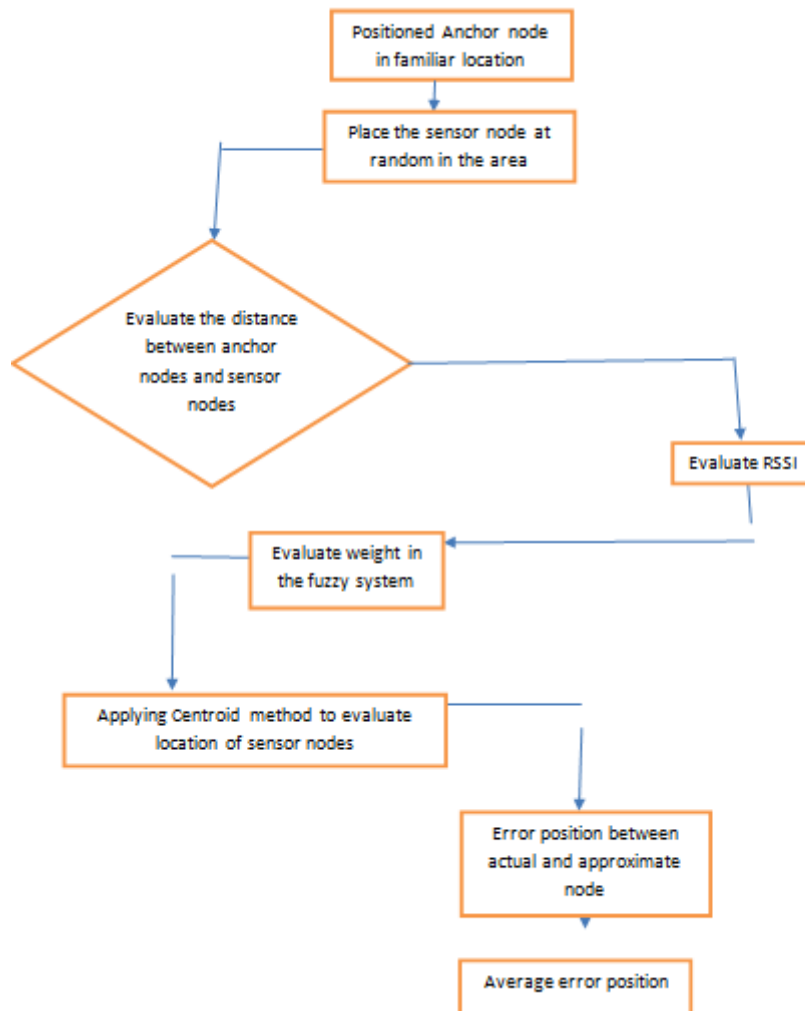 Positioned Anchor node
in familiar location
Place the sensor node at
random in the area
Evaluate the distance
between anchor
nodes and sensor
nodes
Evaluate RSSI
Evaluate weight in
the fuzzy system
Applying Centroid method to evaluate
location of sensor nodes
Error position between
actual and approximate
node
Average error position